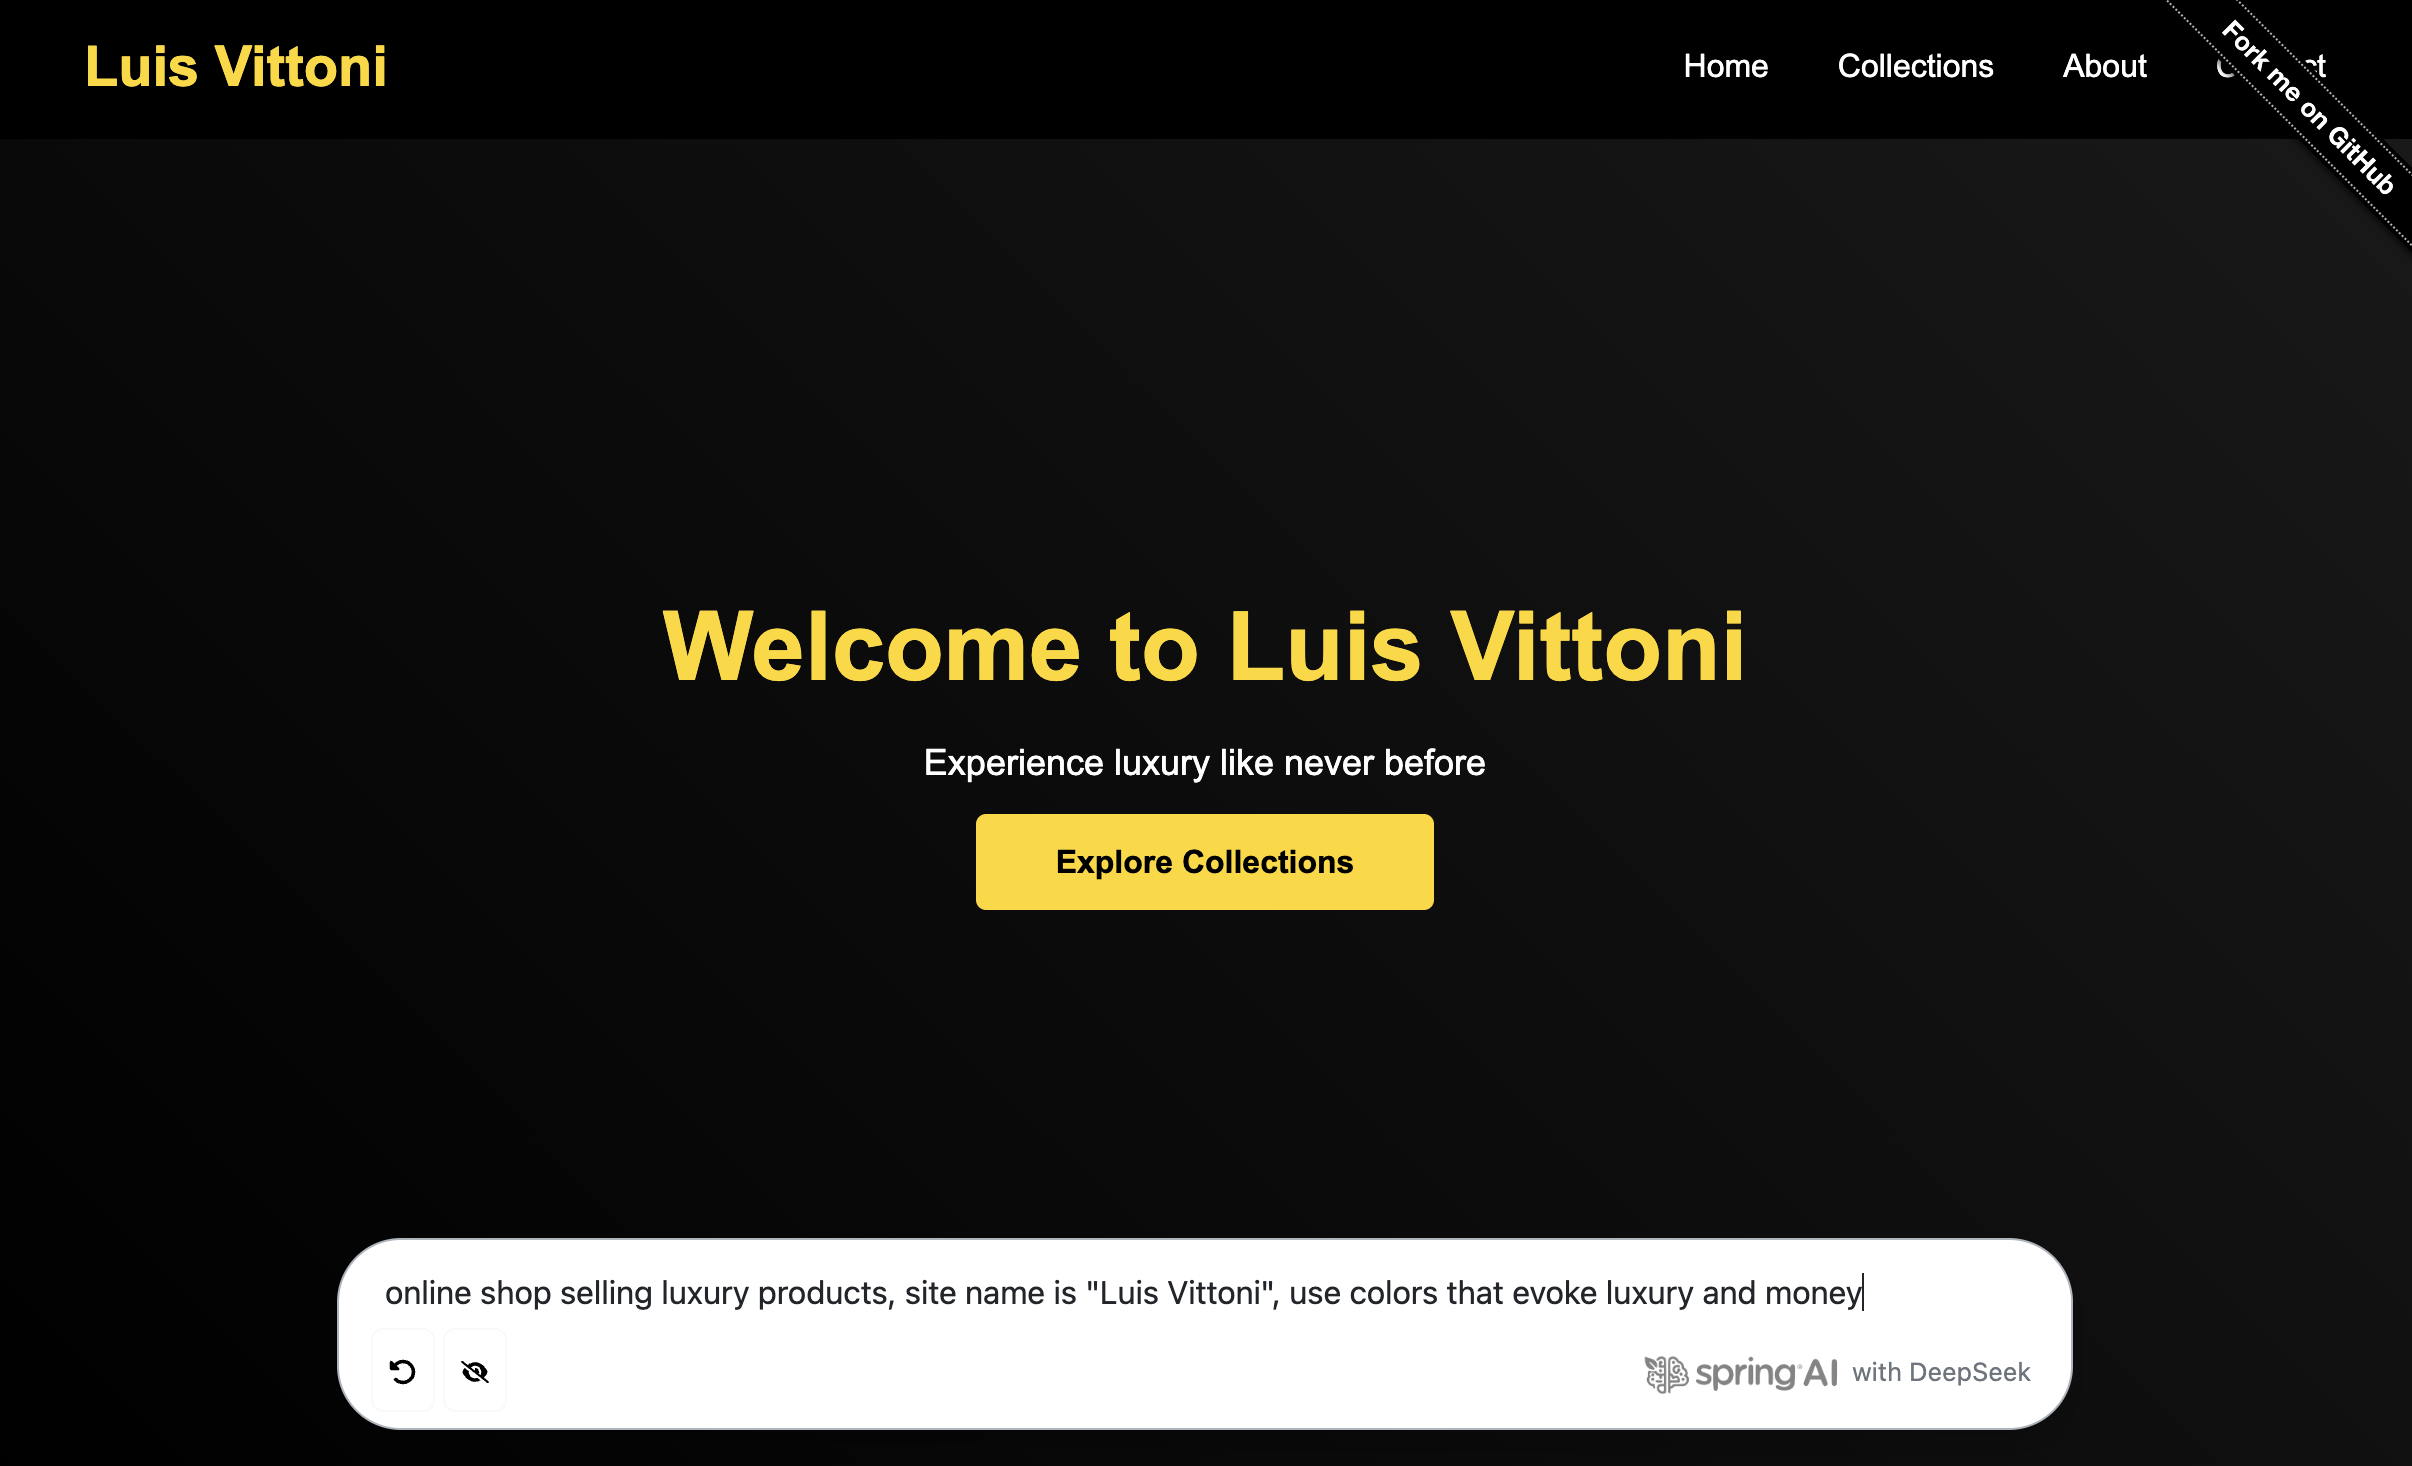 Luis Vittoni
Home Collections About
Fork me on GitHub
Welcome to Luis Vittoni
Experience luxury like never before
Explore Collections
online shop selling luxury products, site name is "Luis Vittoni", use colors that evoke luxury and money
spring AI with DeepSeek